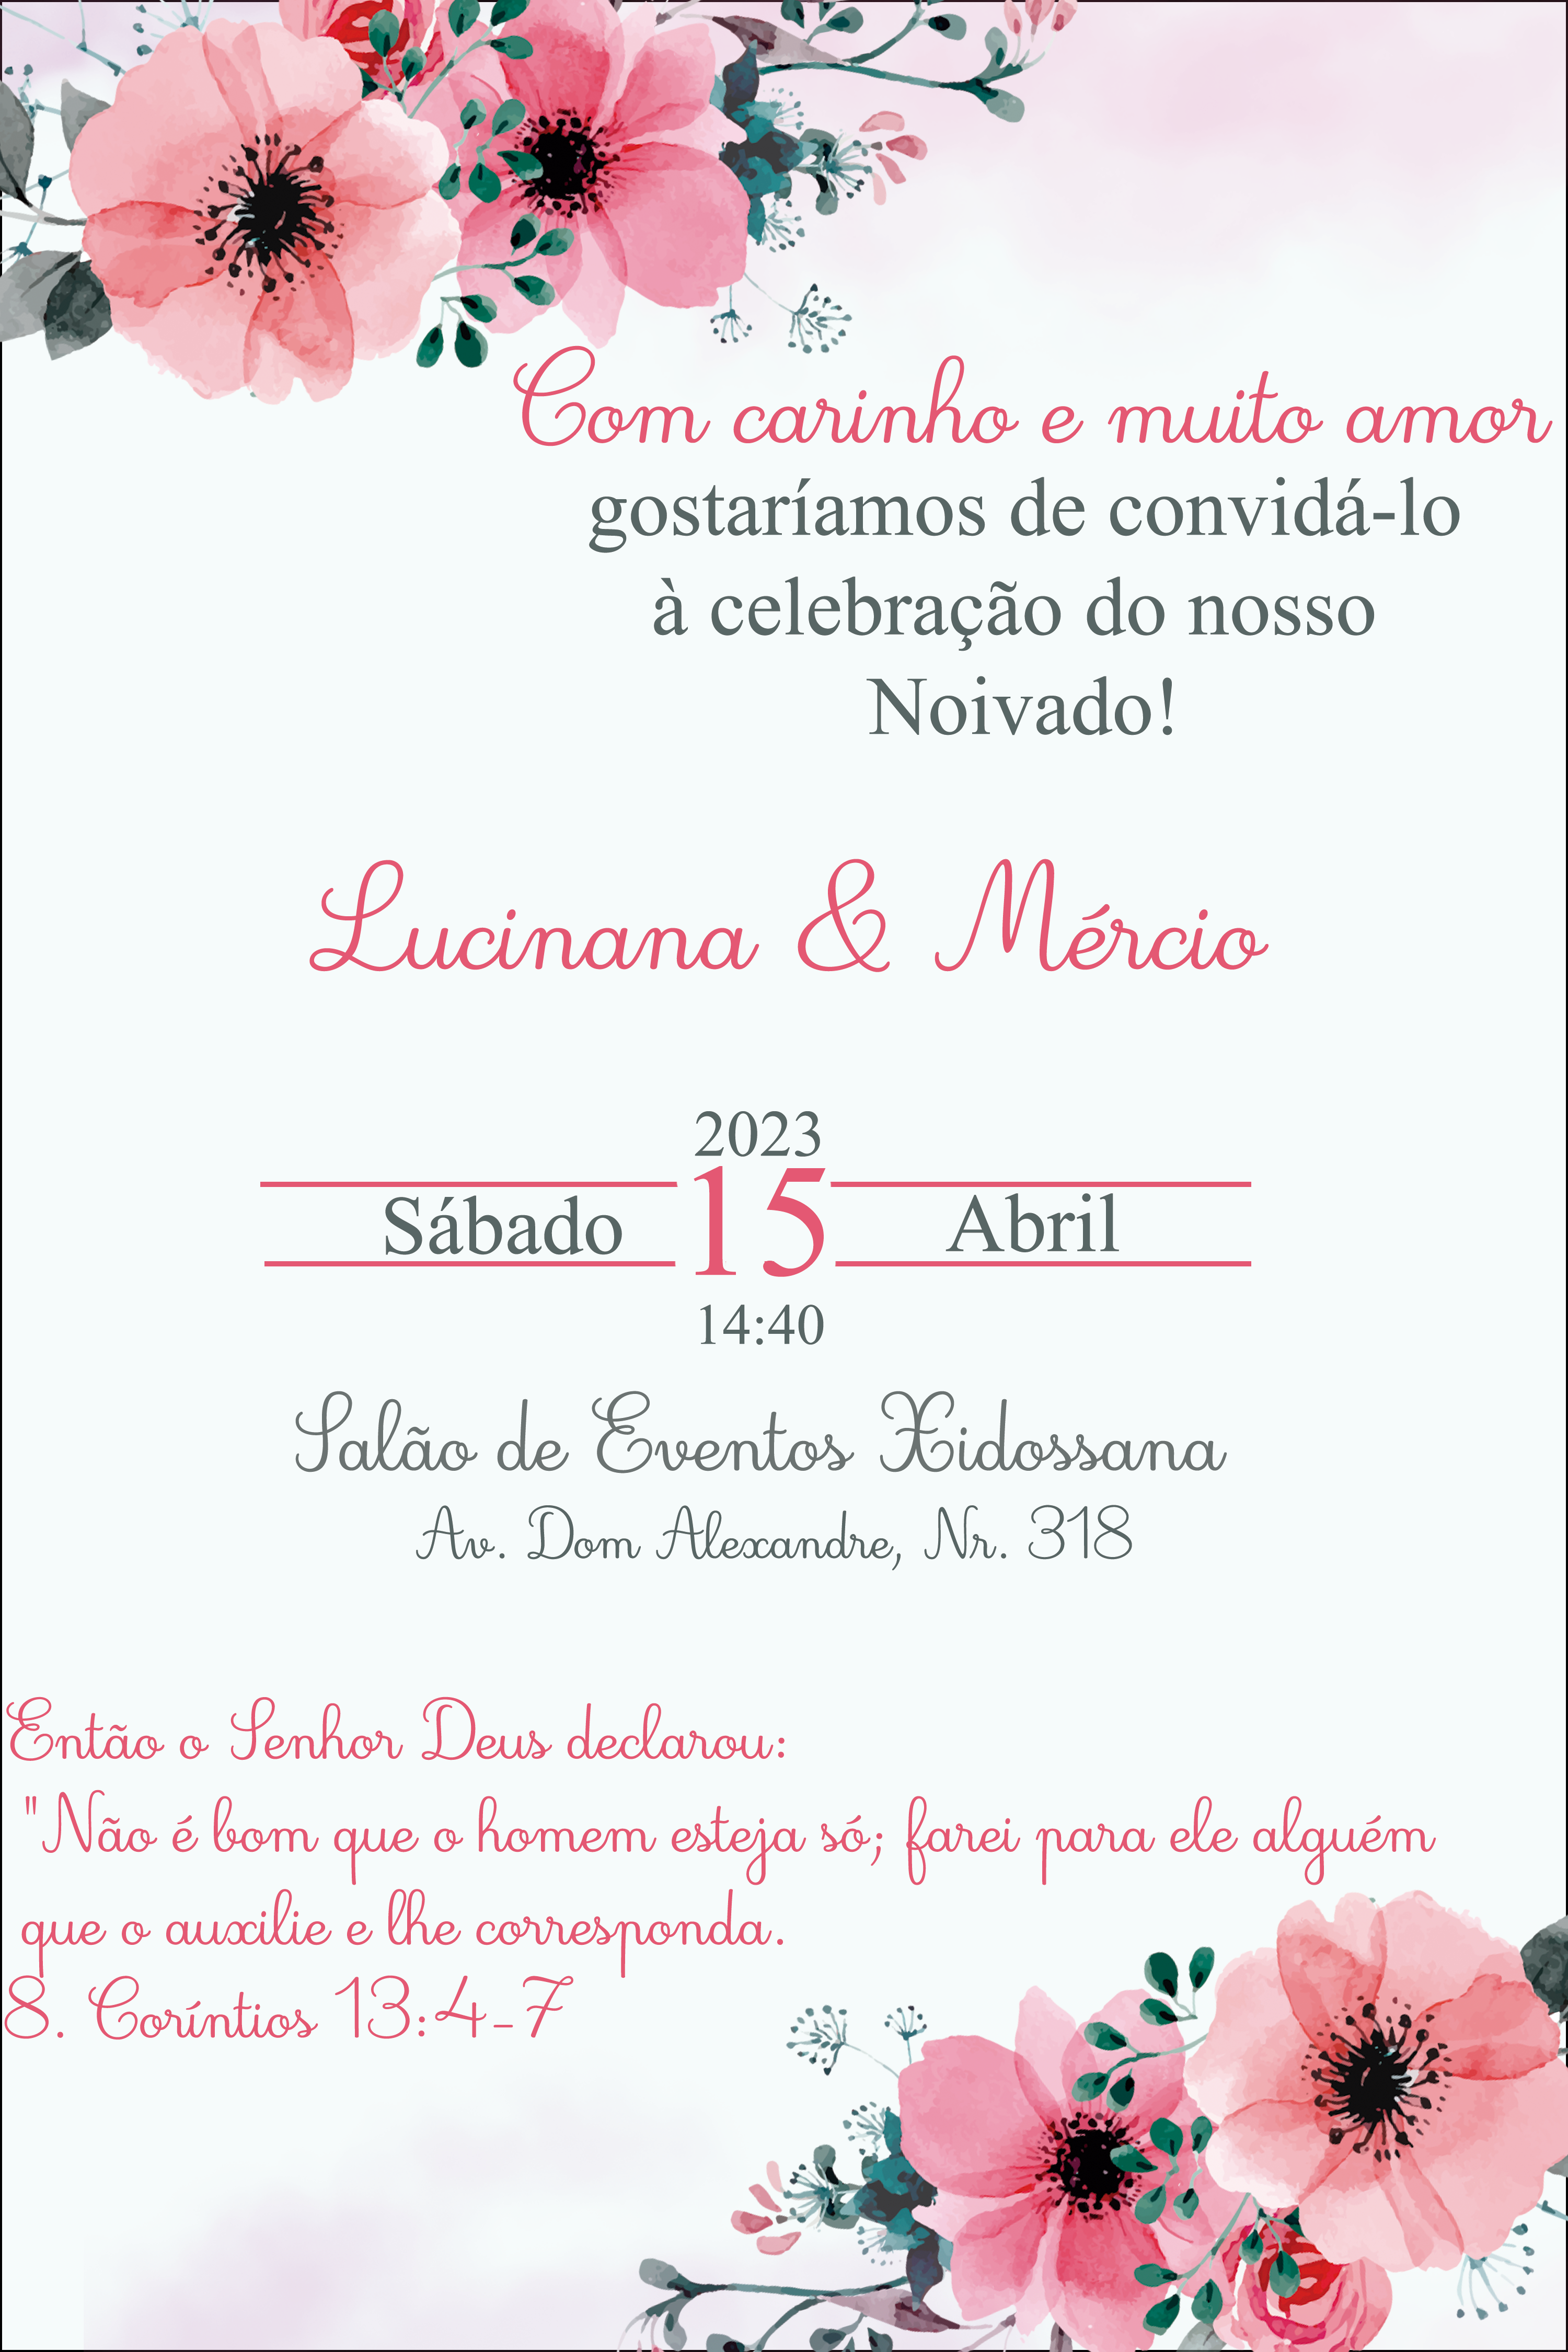 Com carinho e muito amor
gostaríamos de convidá-lo
à celebração do nosso
Noivado!
Lucinana & Mércio
2023
Sábado 15 Abril
14:40
Salão de Eventos Xidossana
Av. Dom Alexandre, Nr. 318
Então o Senhor Deus declarou:
"Não é bom que o homem esteja só; farei para ele alguém
que o auxilie e lhe corresponda.
8. Coríntios 13:4-7